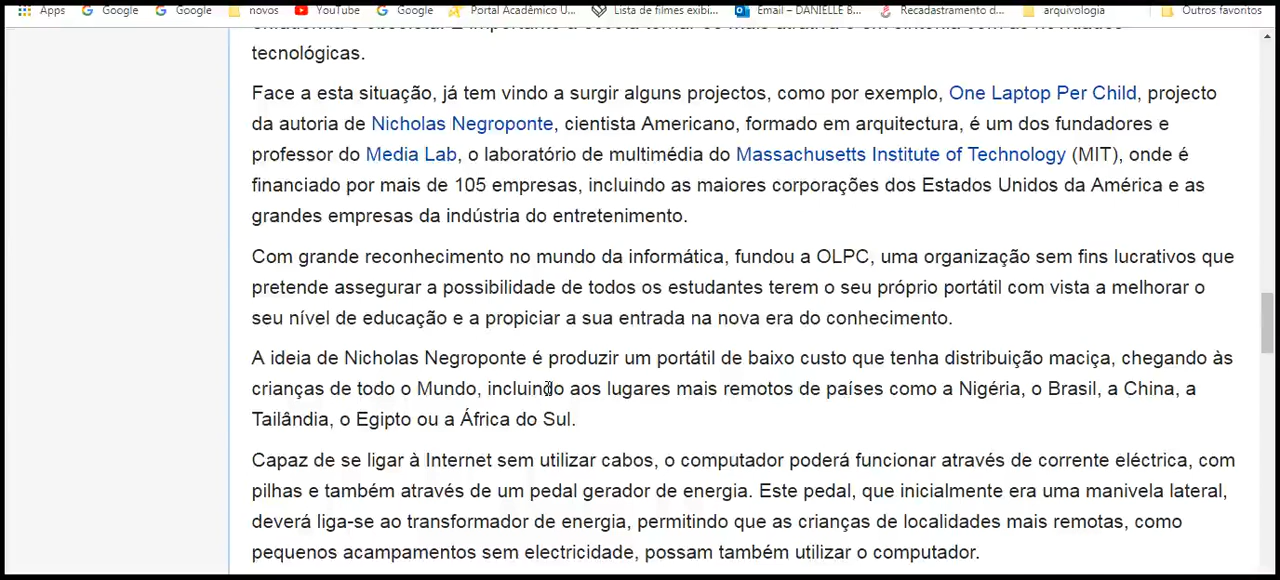 Apps Google Google novos YouTube Google Portal Acadêmico U... Lista de filmes exibi... Email – DANIELLE B... Recadastramento d... arquivologia Outros favoritos
tecnológicas.
Face a esta situação, já tem vindo a surgir alguns projectos, como por exemplo, One Laptop Per Child, projecto
da autoria de Nicholas Negroponte, cientista Americano, formado em arquitectura, é um dos fundadores e
professor do Media Lab, o laboratório de multimédia do Massachusetts Institute of Technology (MIT), onde é
financiado por mais de 105 empresas, incluindo as maiores corporações dos Estados Unidos da América e as
grandes empresas da indústria do entretenimento.
Com grande reconhecimento no mundo da informática, fundou a OLPC, uma organização sem fins lucrativos que
pretende assegurar a possibilidade de todos os estudantes terem o seu próprio portátil com vista a melhorar o
seu nível de educação e a propiciar a sua entrada na nova era do conhecimento.
A ideia de Nicholas Negroponte é produzir um portátil de baixo custo que tenha distribuição maciça, chegando às
crianças de todo o Mundo, incluindo aos lugares mais remotos de países como a Nigéria, o Brasil, a China, a
Tailândia, o Egipto ou a África do Sul.
Capaz de se ligar à Internet sem utilizar cabos, o computador poderá funcionar através de corrente eléctrica, com
pilhas e também através de um pedal gerador de energia. Este pedal, que inicialmente era uma manivela lateral,
deverá liga-se ao transformador de energia, permitindo que as crianças de localidades mais remotas, como
pequenos acampamentos sem electricidade, possam também utilizar o computador.